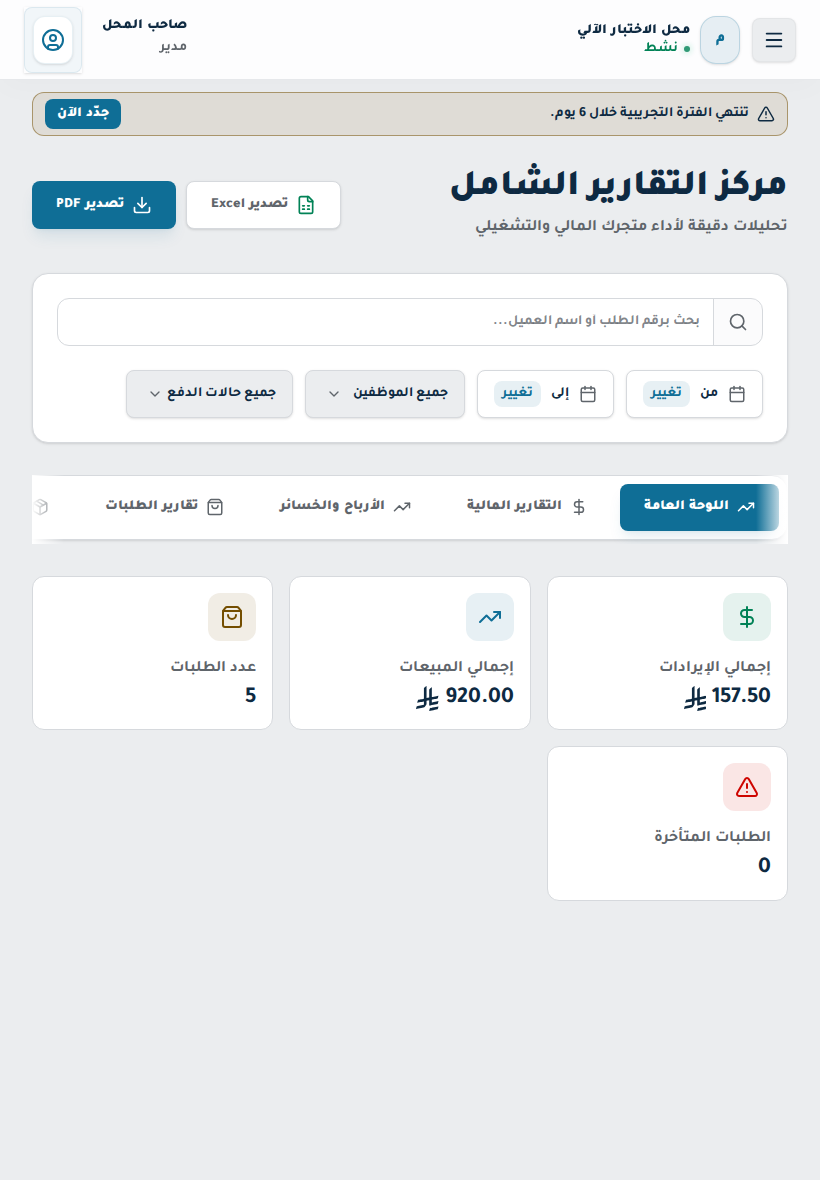 محل الاختبار الآلي
نشط
م
صاحب المحل
مدير
تنتهي الفترة التجريبية خلال 6 يوم.
جدّد الآن
مركز التقارير الشامل
تحليلات دقيقة لأداء متجرك المالي والتشغيلي
تصدير Excel
تصدير PDF
بحث برقم الطلب او اسم العميل...
من
تغيير
إلى
تغيير
جميع الموظفين
جميع حالات الدفع
اللوحة العامة
التقارير المالية
الأرباح والخسائر
تقارير الطلبات
إجمالي الإيرادات
157.50
إجمالي المبيعات
920.00
عدد الطلبات
5
الطلبات المتأخرة
0